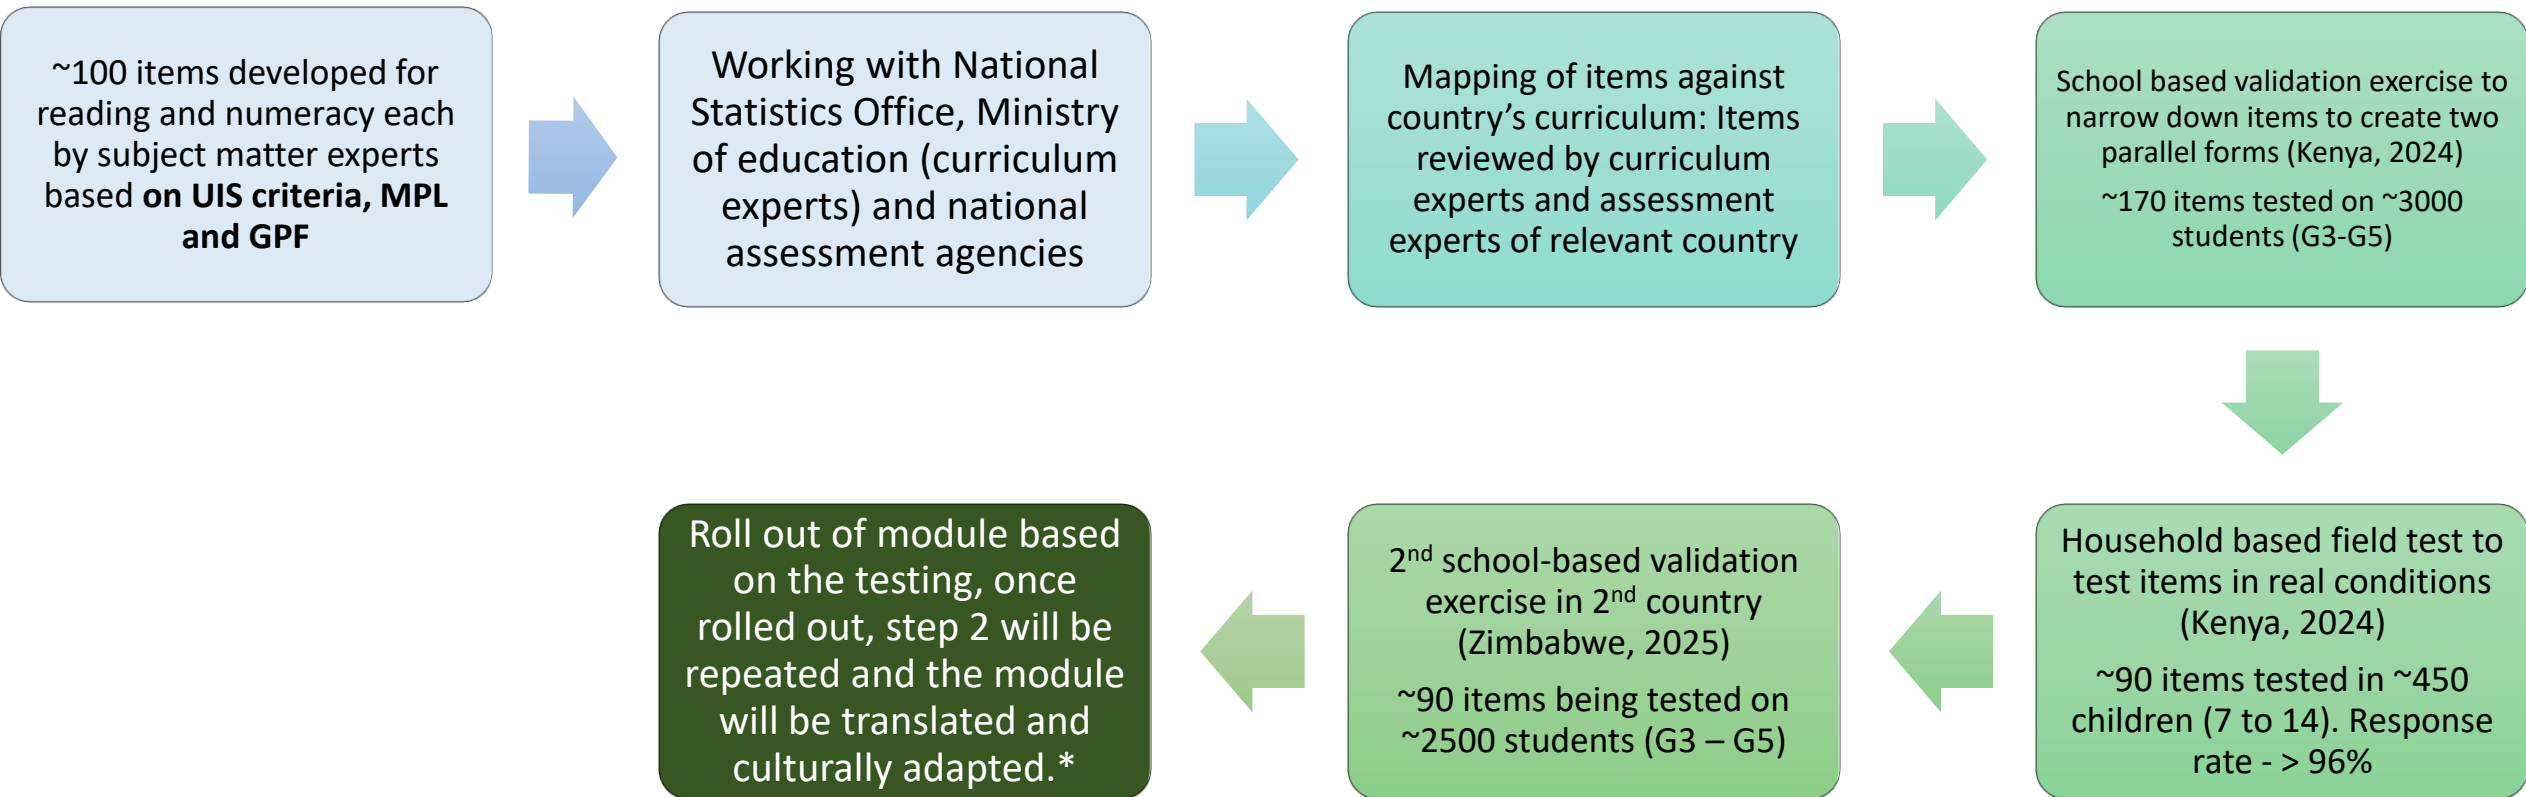 ~100 items developed for
reading and numeracy each
by subject matter experts
based on UIS criteria, MPL
and GPF
Working with National
Statistics Office, Ministry
of education (curriculum
experts) and national
assessment agencies
Mapping of items against
country’s curriculum: Items
reviewed by curriculum
experts and assessment
experts of relevant country
School based validation exercise to
narrow down items to create two
parallel forms (Kenya, 2024)
~170 items tested on ~3000
students (G3-G5)
Household based field test to
test items in real conditions
(Kenya, 2024)
~90 items tested in ~450
children (7 to 14). Response
rate - > 96%
2nd school-based validation
exercise in 2nd country
(Zimbabwe, 2025)
~90 items being tested on
~2500 students (G3 – G5)
Roll out of module based
on the testing, once
rolled out, step 2 will be
repeated and the module
will be translated and
culturally adapted.*